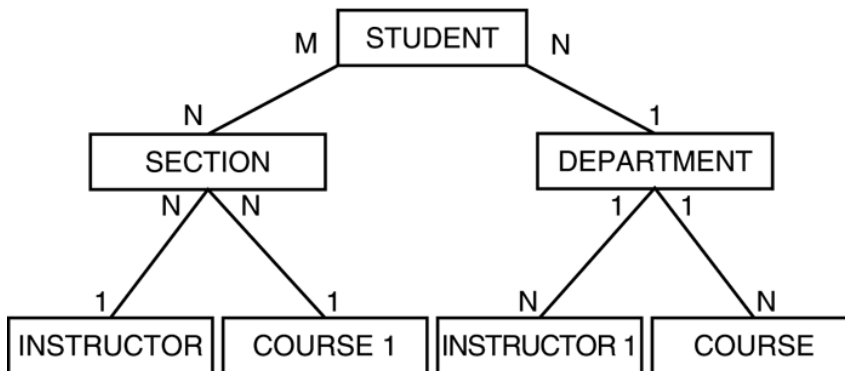 M STUDENT N
N 1
SECTION DEPARTMENT
N N 1 1
1 1 N N
INSTRUCTOR COURSE 1 INSTRUCTOR 1 COURSE